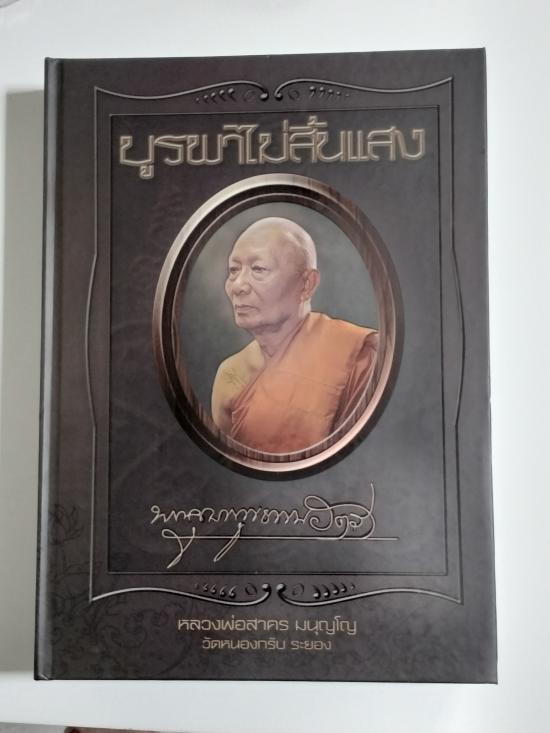 บูรพาไม่สิ้นแสง
หลวงพ่อสาคร มนุญโญ
วัดหนองกรับ ระยอง